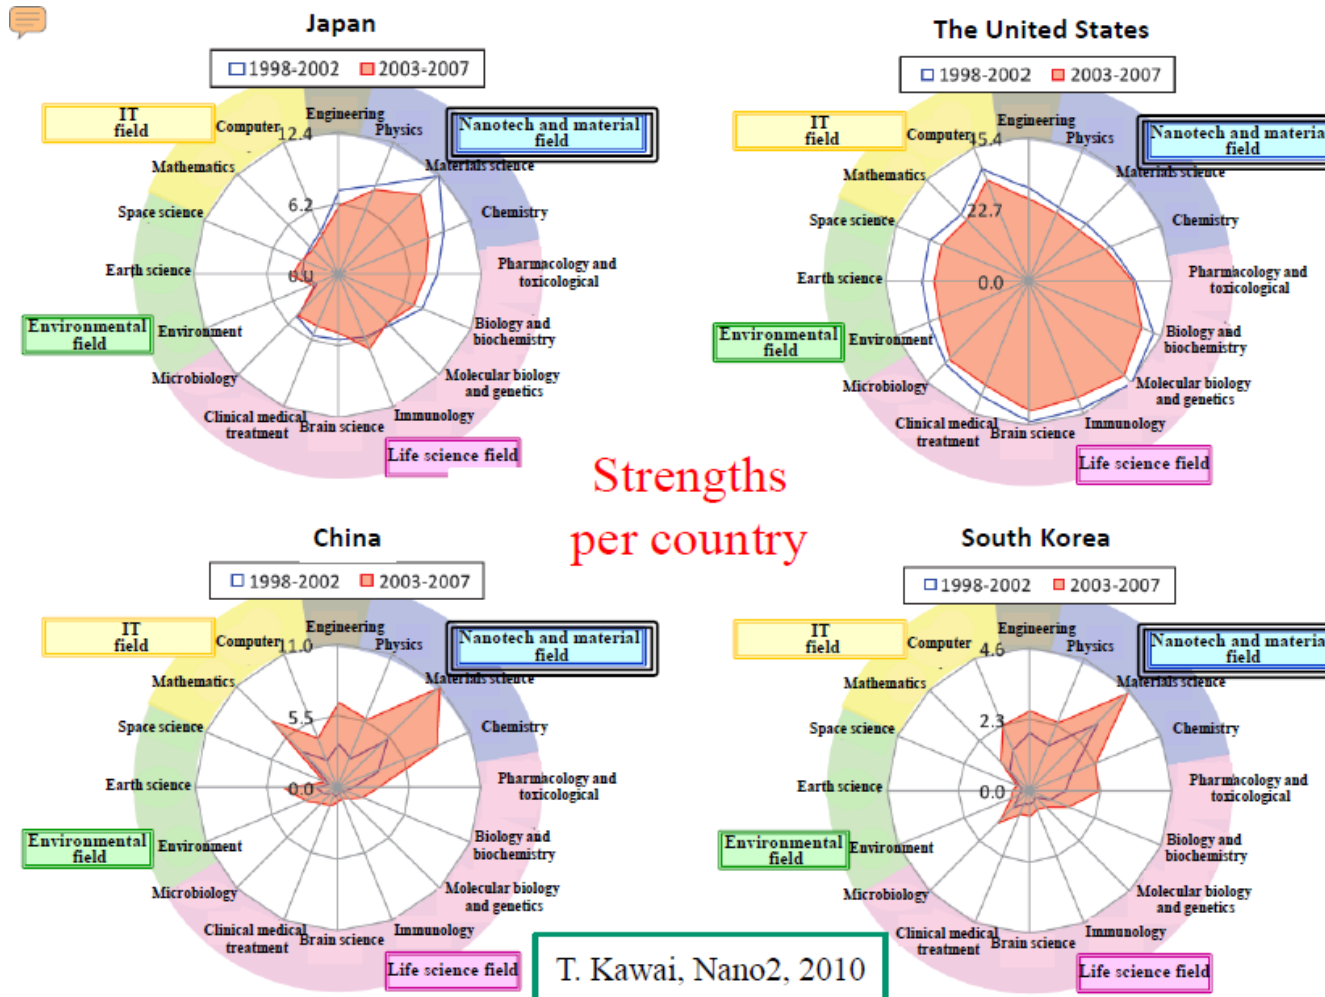 Japan
1998-2002 2003-2007
IT
field
Nanotech and material
field
Engineering
Physics
Materials science
Chemistry
Pharmacology and
toxicological
Biology and
biochemistry
Molecular biology
and genetics
Immunology
Brain science
Clinical medical
treatment
Microbiology
Environment
Earth science
Space science
Mathematics
Computer
12.4
6.2
0.0
Environmental
field
Life science field
The United States
1998-2002 2003-2007
IT
field
Nanotech and material
field
Engineering
Physics
Materials science
Chemistry
Pharmacology and
toxicological
Biology and
biochemistry
Molecular biology
and genetics
Immunology
Brain science
Clinical medical
treatment
Microbiology
Environment
Earth science
Space science
Mathematics
Computer
45.4
22.7
0.0
Environmental
field
Life science field
Strengths
per country
China
1998-2002 2003-2007
IT
field
Nanotech and material
field
Engineering
Physics
Materials science
Chemistry
Pharmacology and
toxicological
Biology and
biochemistry
Molecular biology
and genetics
Immunology
Brain science
Clinical medical
treatment
Microbiology
Environment
Earth science
Space science
Mathematics
Computer
11.0
5.5
0.0
Environmental
field
Life science field
South Korea
1998-2002 2003-2007
IT
field
Nanotech and material
field
Engineering
Physics
Materials science
Chemistry
Pharmacology and
toxicological
Biology and
biochemistry
Molecular biology
and genetics
Immunology
Brain science
Clinical medical
treatment
Microbiology
Environment
Earth science
Space science
Mathematics
Computer
4.6
2.3
0.0
Environmental
field
Life science field
T. Kawai, Nano2, 2010